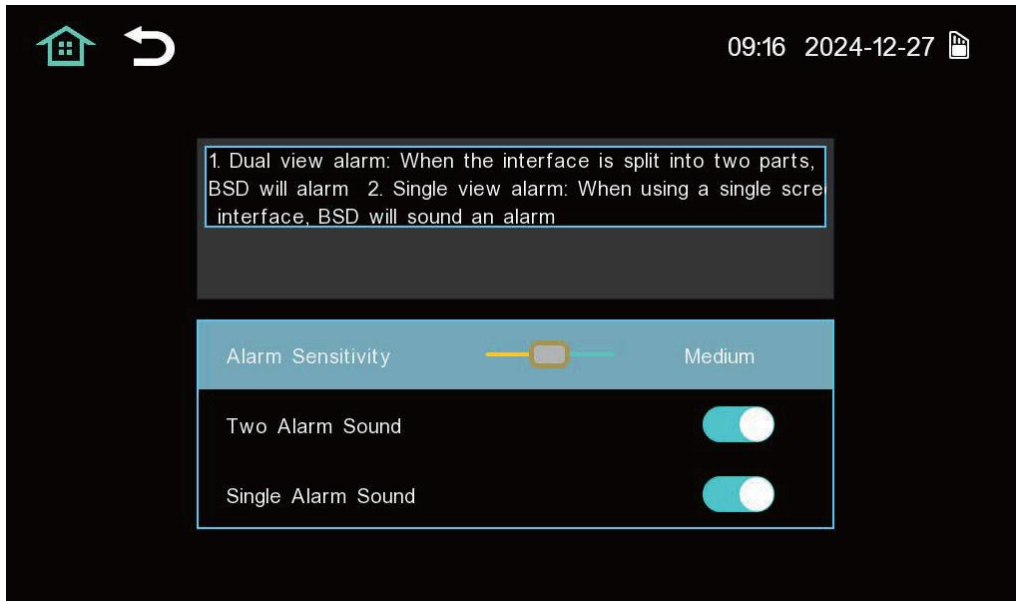 09:16 2024-12-27
1. Dual view alarm: When the interface is split into two parts,
BSD will alarm 2. Single view alarm: When using a single scre
interface, BSD will sound an alarm
Alarm Sensitivity Medium
Two Alarm Sound
Single Alarm Sound